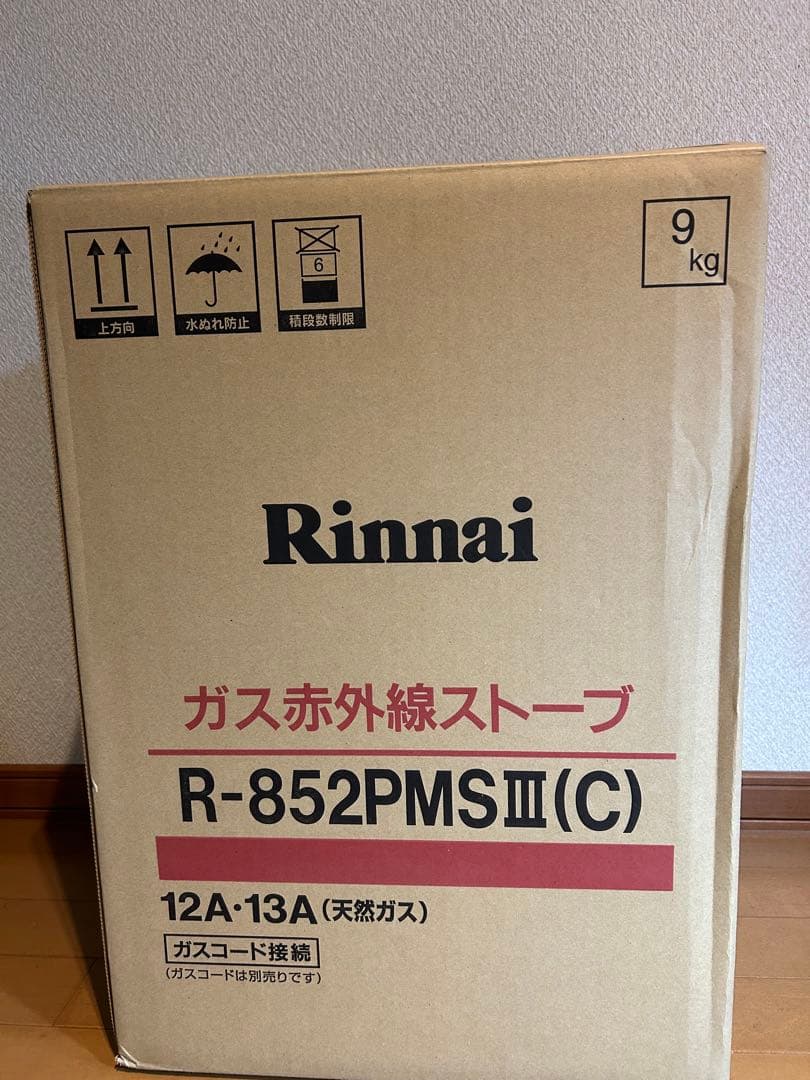 上方向
水ぬれ防止
6
積段数制限
9
kg
Rinnai
ガス赤外線ストーブ
R-852PMSⅢ(C)
12A・13A(天然ガス)
ガスコード接続
(ガスコードは別売りです)